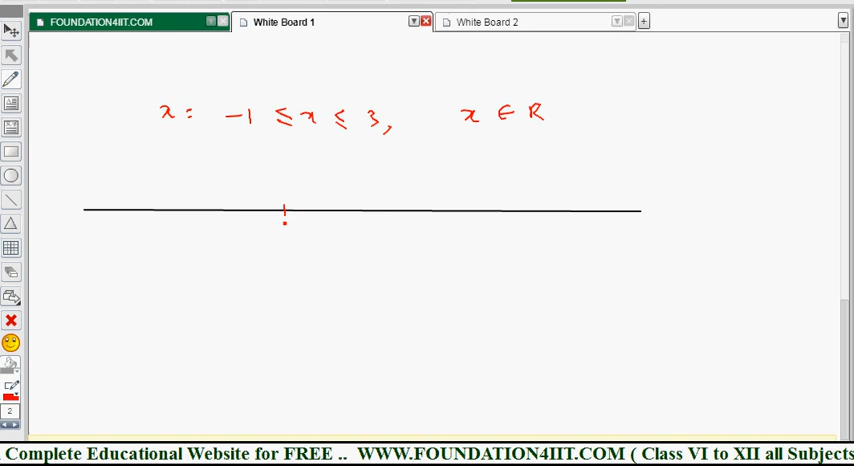 FOUNDATION4IIT.COM White Board 1 White Board 2
x: -1 ≤ x ≤ 3, x ∈ R
2
Complete Educational Website for FREE .. WWW.FOUNDATION4IIT.COM ( Class VI to XII all Subjects